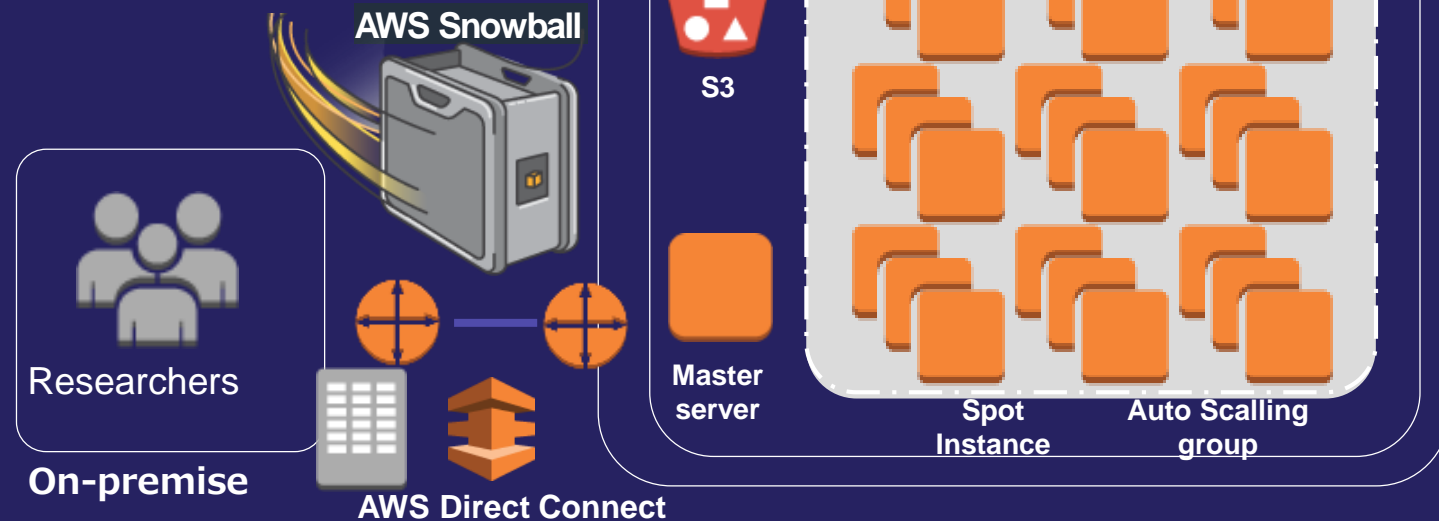 AWS Snowball
S3
Researchers
On-premise
AWS Direct Connect
Master
server
Spot
Instance
Auto Scalling
group